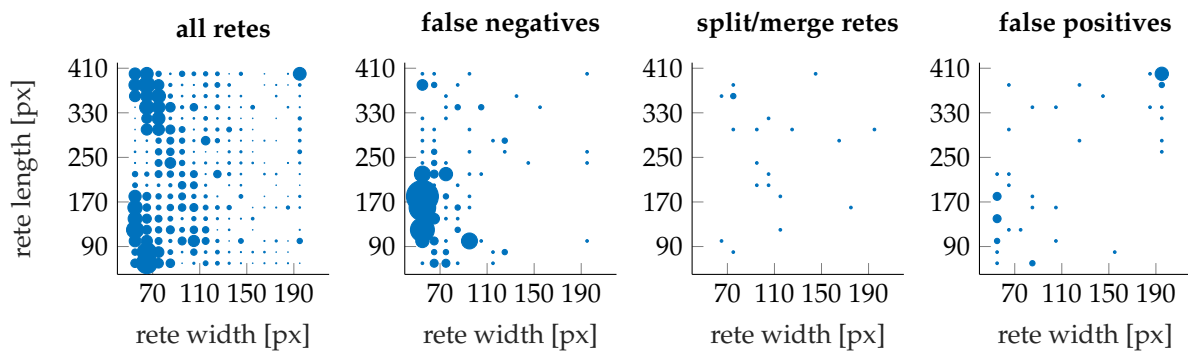 all retes
false negatives
split/merge retes
false positives
rete length [px]
410
330
250
170
90
70 110 150 190
rete width [px]
410
330
250
170
90
70 110 150 190
rete width [px]
410
330
250
170
90
70 110 150 190
rete width [px]
410
330
250
170
90
70 110 150 190
rete width [px]